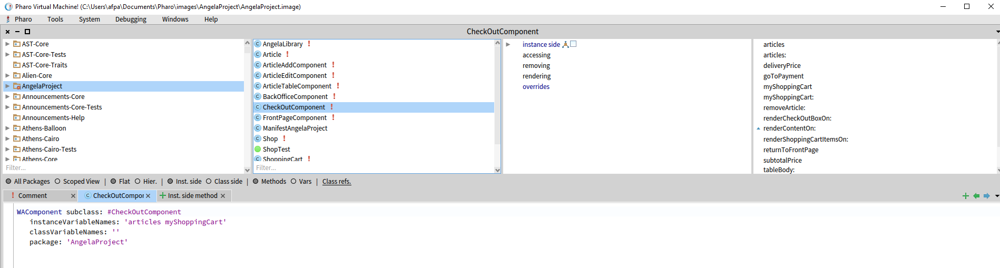 Pharo Virtual Machine! (C:\Users\afpa\Documents\Pharo\images\AngelaProject\AngelaProject.image)
Pharo Tools System Debugging Windows Help
CheckOutComponent
AST-Core
AST-Core-Tests
AST-Core-Traits
Alien-Core
AngelaProject
Announcements-Core
Announcements-Core-Tests
Announcements-Help
Athens-Balloon
Athens-Cairo
Athens-Cairo-Tests
Athens-Core
Filter...
AngelaLibrary !
Article !
ArticleAddComponent !
ArticleEditComponent !
ArticleTableComponent !
BackOfficeComponent !
CheckOutComponent !
FrontPageComponent !
ManifestAngelaProject
Shop !
ShopTest
ShoppingCart !
Filter...
instance side
accessing
removing
rendering
overrides
articles
articles:
deliveryPrice
goToPayment
myShoppingCart
myShoppingCart:
removeArticle:
renderCheckOutBoxOn:
renderContentOn:
renderShoppingCartItemsOn:
returnToFrontPage
subtotalPrice
tableBody:
All Packages Scoped View | Flat Hier. | Inst. side Class side | Methods Vars | Class refs.
! Comment CheckOutCompor Inst. side method
WAComponent subclass: #CheckOutComponent
instanceVariableNames: 'articles myShoppingCart'
classVariableNames: ''
package: 'AngelaProject'